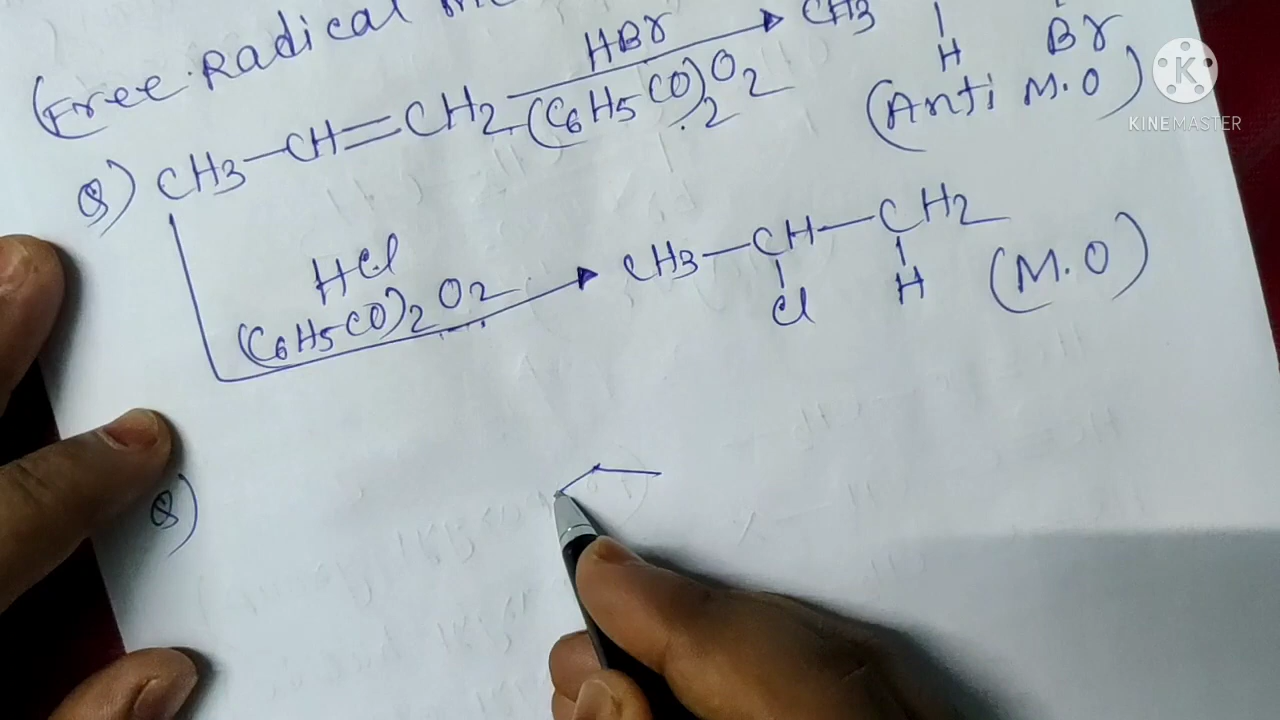 (Free Radical
HBr
CH3
H Br
Q) CH3—CH=CH2 (C6H5CO)2O2
(Anti M.O)
HCl
(C6H5CO)2O2
CH3—CH—CH2
Cl H
(M.O)
Q)
K
KINEMASTER